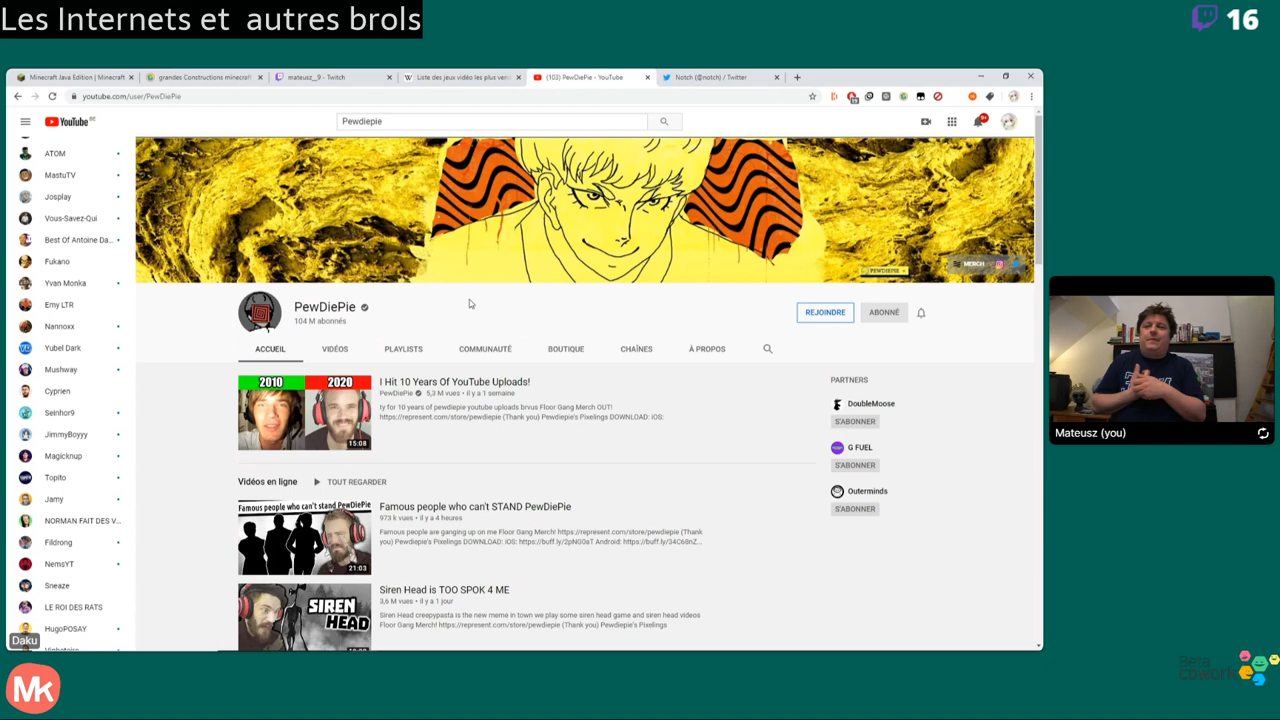 Les Internets et autres brols
16
Minecraft Java Edition | Minecraft
grandes Constructions minecraft
mateusz__9 - Twitch
Liste des jeux vidéo les plus ven
(103) PewDiePie - YouTube
Notch (@notch) / Twitter
youtube.com/user/PewDiePie
YouTube BE
Pewdiepie
9+
ATOM
MastuTV
Josplay
Vous-Savez-Qui
Best Of Antoine Da...
Fukano
Yvan Monka
Emy LTR
Nannoxx
Yubel Dark
Mushway
Cyprien
Seinhor9
JimmyBoyyy
Magicknup
Topito
Jamy
NORMAN FAIT DES V...
Fildrong
NemsYT
Sneaze
LE ROI DES RATS
HugoPOSAY
Daku
PEWDIEPIE
MERCH
PewDiePie
104 M abonnés
REJOINDRE
ABONNÉ
ACCUEIL
VIDÉOS
PLAYLISTS
COMMUNAUTÉ
BOUTIQUE
CHAÎNES
À PROPOS
2010
2020
15:08
I Hit 10 Years Of YouTube Uploads!
PewDiePie 5,3 M vues • il y a 1 semaine
ty for 10 years of pewdiepie youtube uploads brvus Floor Gang Merch OUT!
https://represent.com/store/pewdiepie (Thank you) Pewdiepie's Pixelings DOWNLOAD: iOS:
PARTNERS
DoubleMoose
S'ABONNER
G FUEL
S'ABONNER
Outerminds
S'ABONNER
Vidéos en ligne
TOUT REGARDER
Famous people who can't stand PewDiePie
21:03
Famous people who can't STAND PewDiePie
973 k vues • il y a 4 heures
Famous people are ganging up on me Floor Gang Merch! https://represent.com/store/pewdiepie (Thank
you) Pewdiepie's Pixelings DOWNLOAD: iOS: https://buff.ly/2pNG0aT Android:
SIREN HEAD
Siren Head is TOO SPOK 4 ME
3,6 M vues • il y a 1 jour
Siren Head creepypasta is the new meme in town we play some siren head game and siren head videos
Floor Gang Merch! https://represent.com/store/pewdiepie (Thank you) Pewdiepie's Pixelings
Mateusz (you)
MK
Beta
cowork